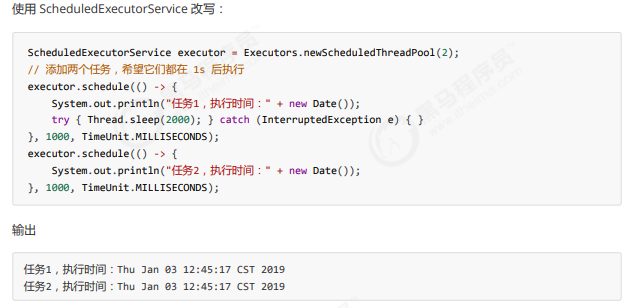 使用 ScheduledExecutorService 改写：
ScheduledExecutorService executor = Executors.newScheduledThreadPool(2);
// 添加两个任务，希望它们都在 1s 后执行
executor.schedule(() -> {
    System.out.println("任务1，执行时间：" + new Date());
    try { Thread.sleep(2000); } catch (InterruptedException e) { }
}, 1000, TimeUnit.MILLISECONDS);
executor.schedule(() -> {
    System.out.println("任务2，执行时间：" + new Date());
}, 1000, TimeUnit.MILLISECONDS);
输出
任务1，执行时间：Thu Jan 03 12:45:17 CST 2019
任务2，执行时间：Thu Jan 03 12:45:17 CST 2019